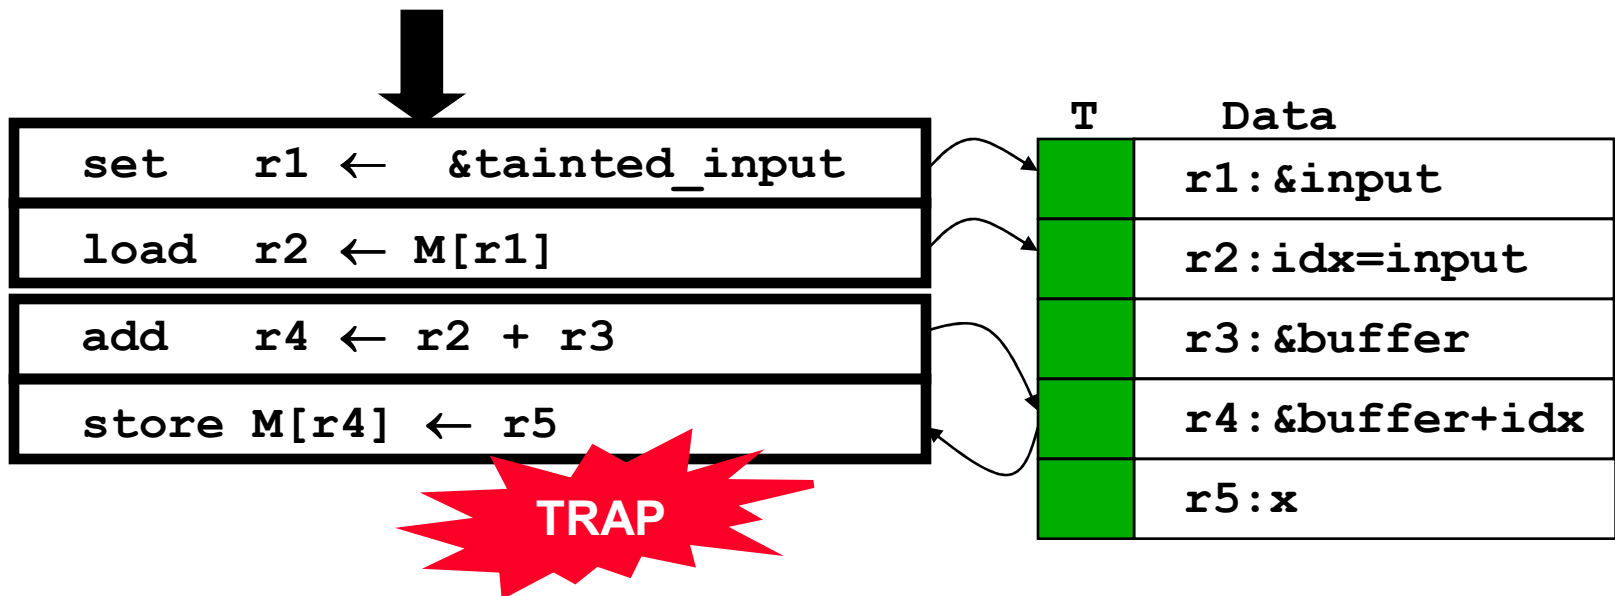 set r1 ← &tainted_input
load r2 ← M[r1]
add r4 ← r2 + r3
store M[r4] ← r5
TRAP
T Data
r1:&input
r2:idx=input
r3:&buffer
r4:&buffer+idx
r5:x